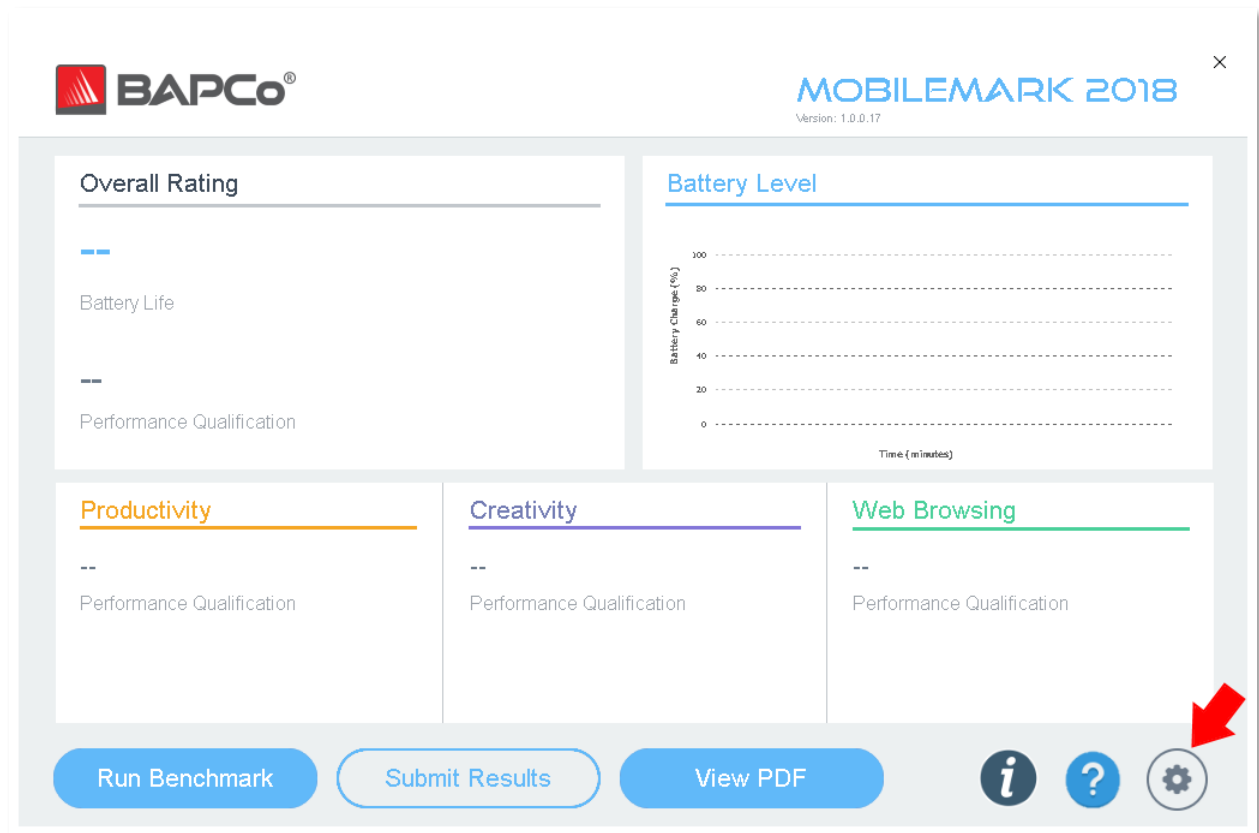 BAPCo®
MOBILEMARK 2018
Version: 1.0.0.17
Overall Rating
--
Battery Life
--
Performance Qualification
Battery Level
Battery Charge (%)
100
80
60
40
20
0
Time (minutes)
Productivity
--
Performance Qualification
Creativity
--
Performance Qualification
Web Browsing
--
Performance Qualification
Run Benchmark
Submit Results
View PDF
i
?